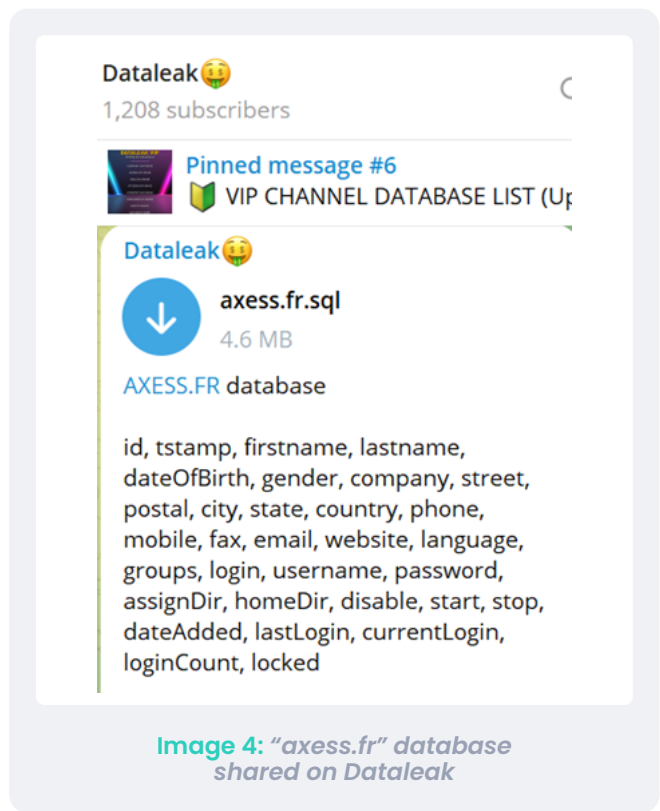 Dataleak🤑
1,208 subscribers
Pinned message #6
🔰 VIP CHANNEL DATABASE LIST (Up
Dataleak🤑
axess.fr.sql
4.6 MB
AXESS.FR database
id, tstamp, firstname, lastname,
dateOfBirth, gender, company, street,
postal, city, state, country, phone,
mobile, fax, email, website, language,
groups, login, username, password,
assignDir, homeDir, disable, start, stop,
dateAdded, lastLogin, currentLogin,
loginCount, locked
Image 4: “axess.fr” database
shared on Dataleak